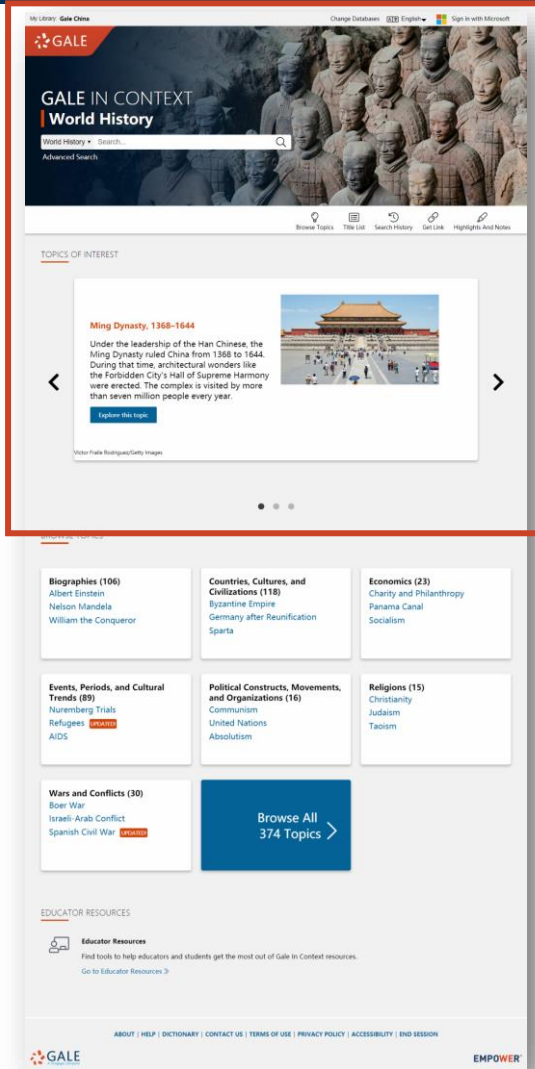 My Library: Gale China
Change Databases
English
Sign in with Microsoft
GALE
GALE IN CONTEXT
World History
World History
Search...
Advanced Search
Browse Topics
Title List
Search History
Get Link
Highlights And Notes
TOPICS OF INTEREST
Ming Dynasty, 1368–1644
Under the leadership of the Han Chinese, the
Ming Dynasty ruled China from 1368 to 1644.
During that time, architectural wonders like
the Forbidden City's Hall of Supreme Harmony
were erected. The complex is visited by more
than seven million people every year.
Explore this topic
Victor Fraile Rodriguez/Getty Images
BROWSE TOPICS
Biographies (106)
Albert Einstein
Nelson Mandela
William the Conqueror
Countries, Cultures, and
Civilizations (118)
Byzantine Empire
Germany after Reunification
Sparta
Economics (23)
Charity and Philanthropy
Panama Canal
Socialism
Events, Periods, and Cultural
Trends (89)
Nuremberg Trials
Refugees UPDATED
AIDS
Political Constructs, Movements,
and Organizations (16)
Communism
United Nations
Absolutism
Religions (15)
Christianity
Judaism
Taoism
Wars and Conflicts (30)
Boer War
Israeli-Arab Conflict
Spanish Civil War UPDATED
Browse All
374 Topics
EDUCATOR RESOURCES
Educator Resources
Find tools to help educators and students get the most out of Gale In Context resources.
Go to Educator Resources
ABOUT | HELP | DICTIONARY | CONTACT US | TERMS OF USE | PRIVACY POLICY | ACCESSIBILITY | END SESSION
GALE
EMPOWER